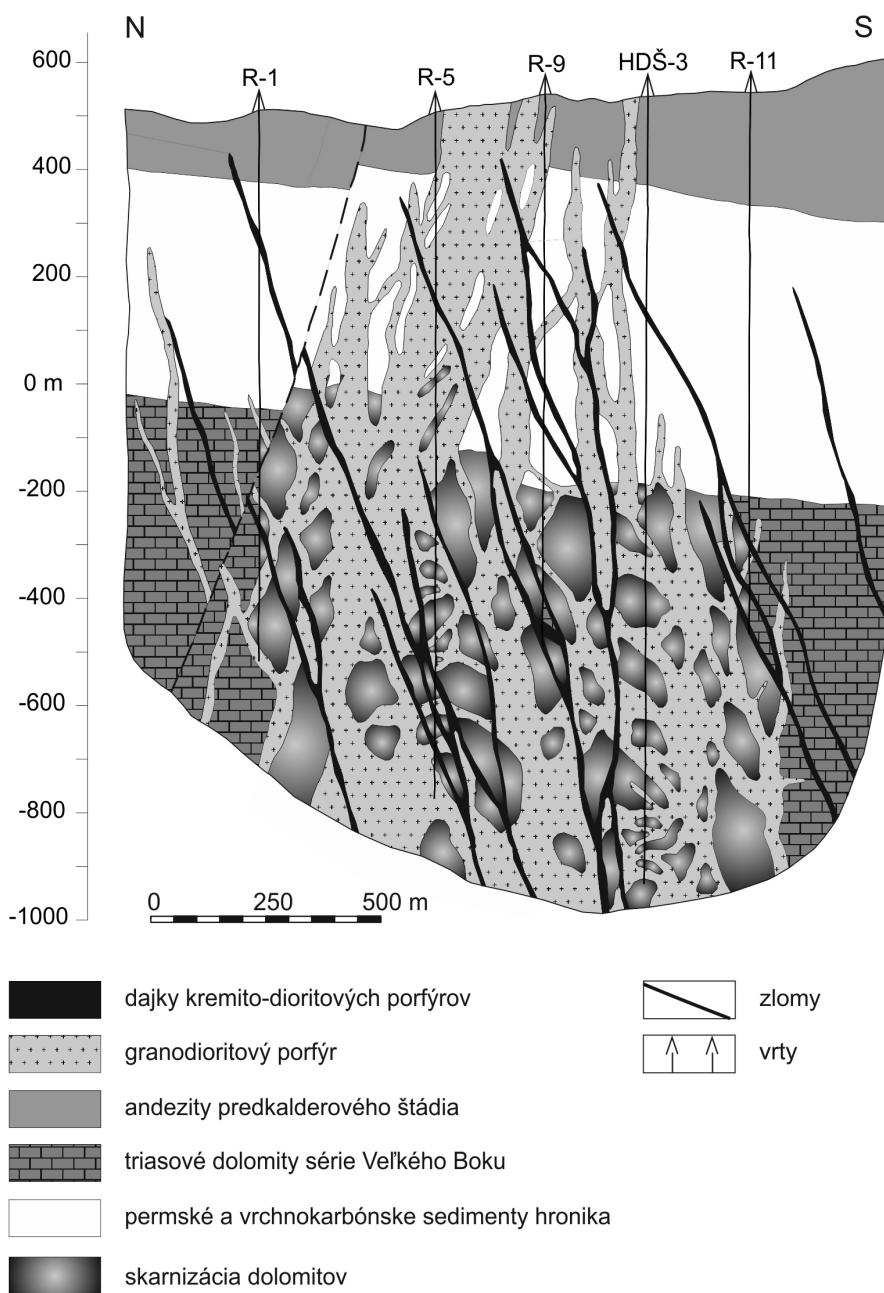 N
S
600
400
200
0 m
-200
-400
-600
-800
-1000
R-1
R-5
R-9
HDŠ-3
R-11
0 250 500 m
dajky kremito-dioritových porfýrov
granodioritový porfýr
andezity predkalderového štádia
triasové dolomity série Veľkého Boku
permské a vrchnokarbónske sedimenty hronika
skarnizácia dolomitov
zlomy
vrty